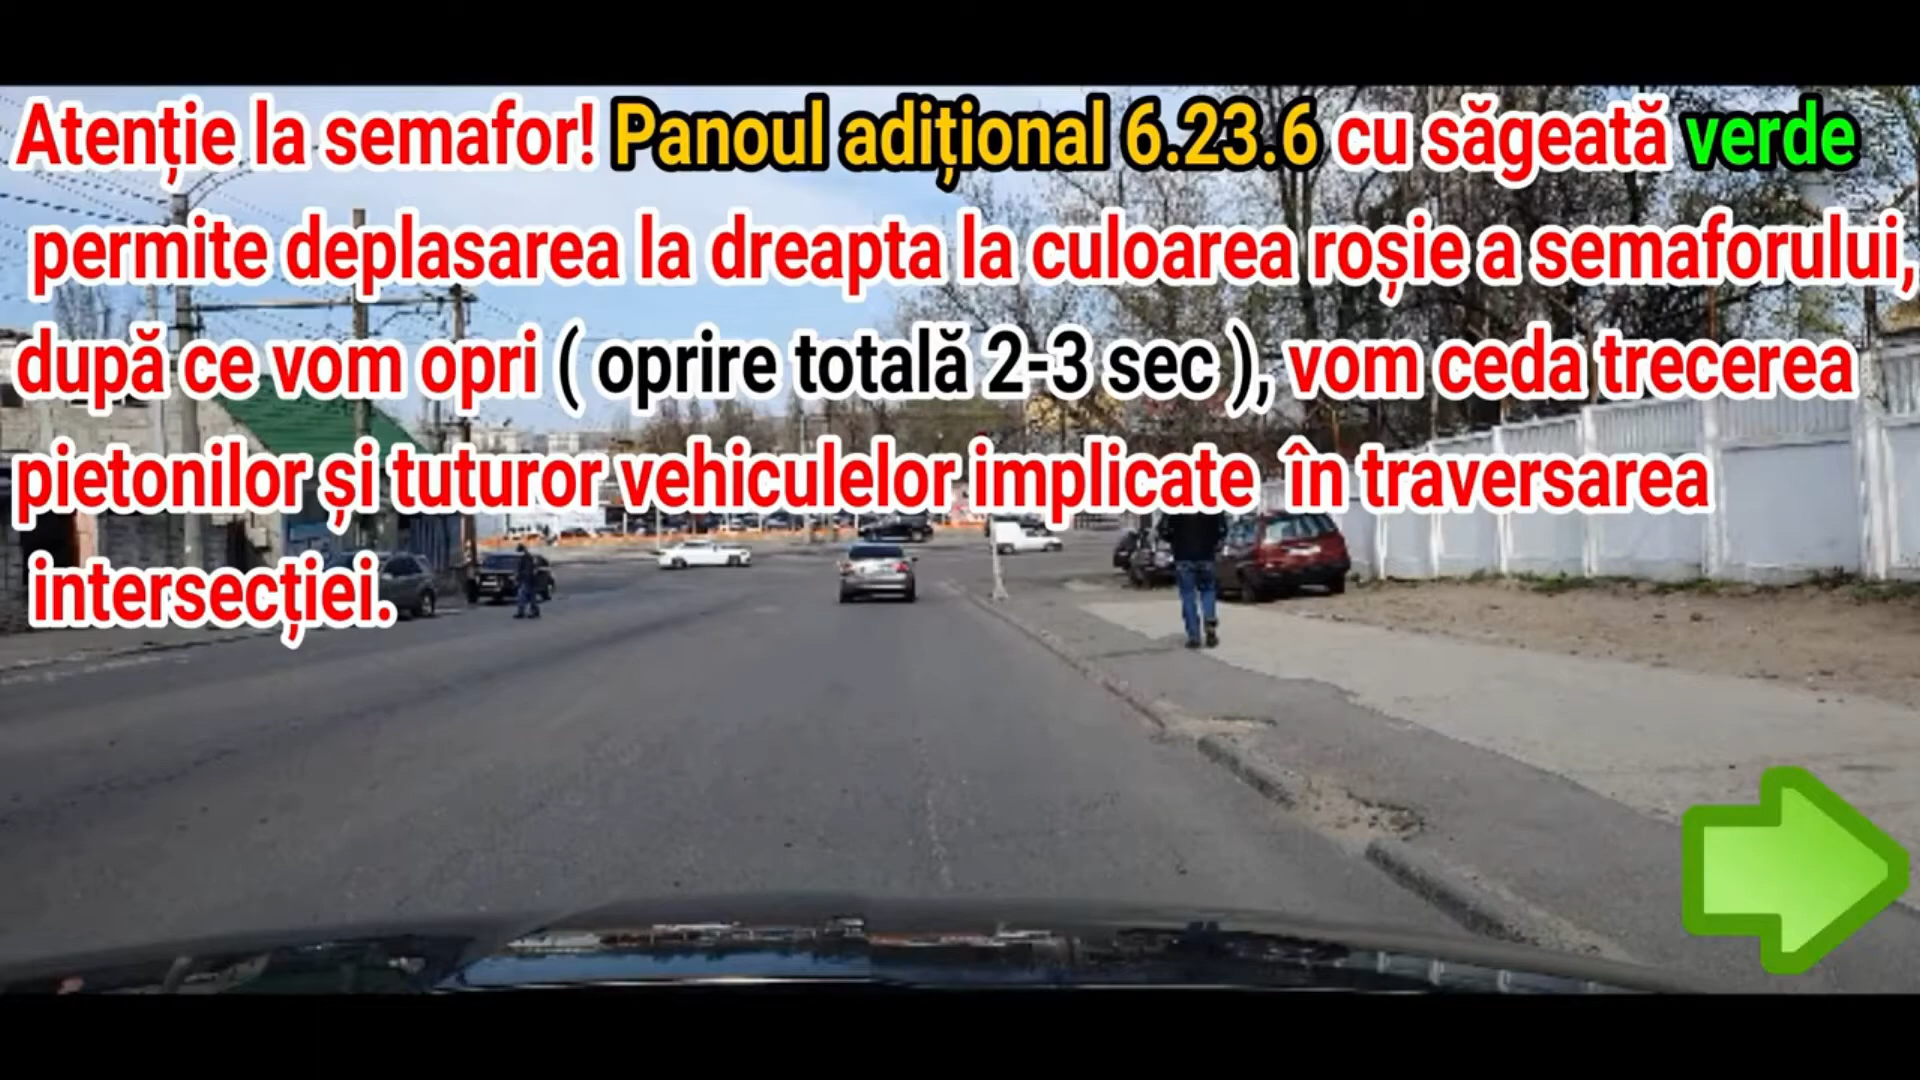 Atenție la semafor! Panoul adițional 6.23.6 cu săgeată verde
permite deplasarea la dreapta la culoarea roșie a semaforului,
după ce vom opri ( oprire totală 2-3 sec ), vom ceda trecerea
pietonilor și tuturor vehiculelor implicate în traversarea
intersecției.